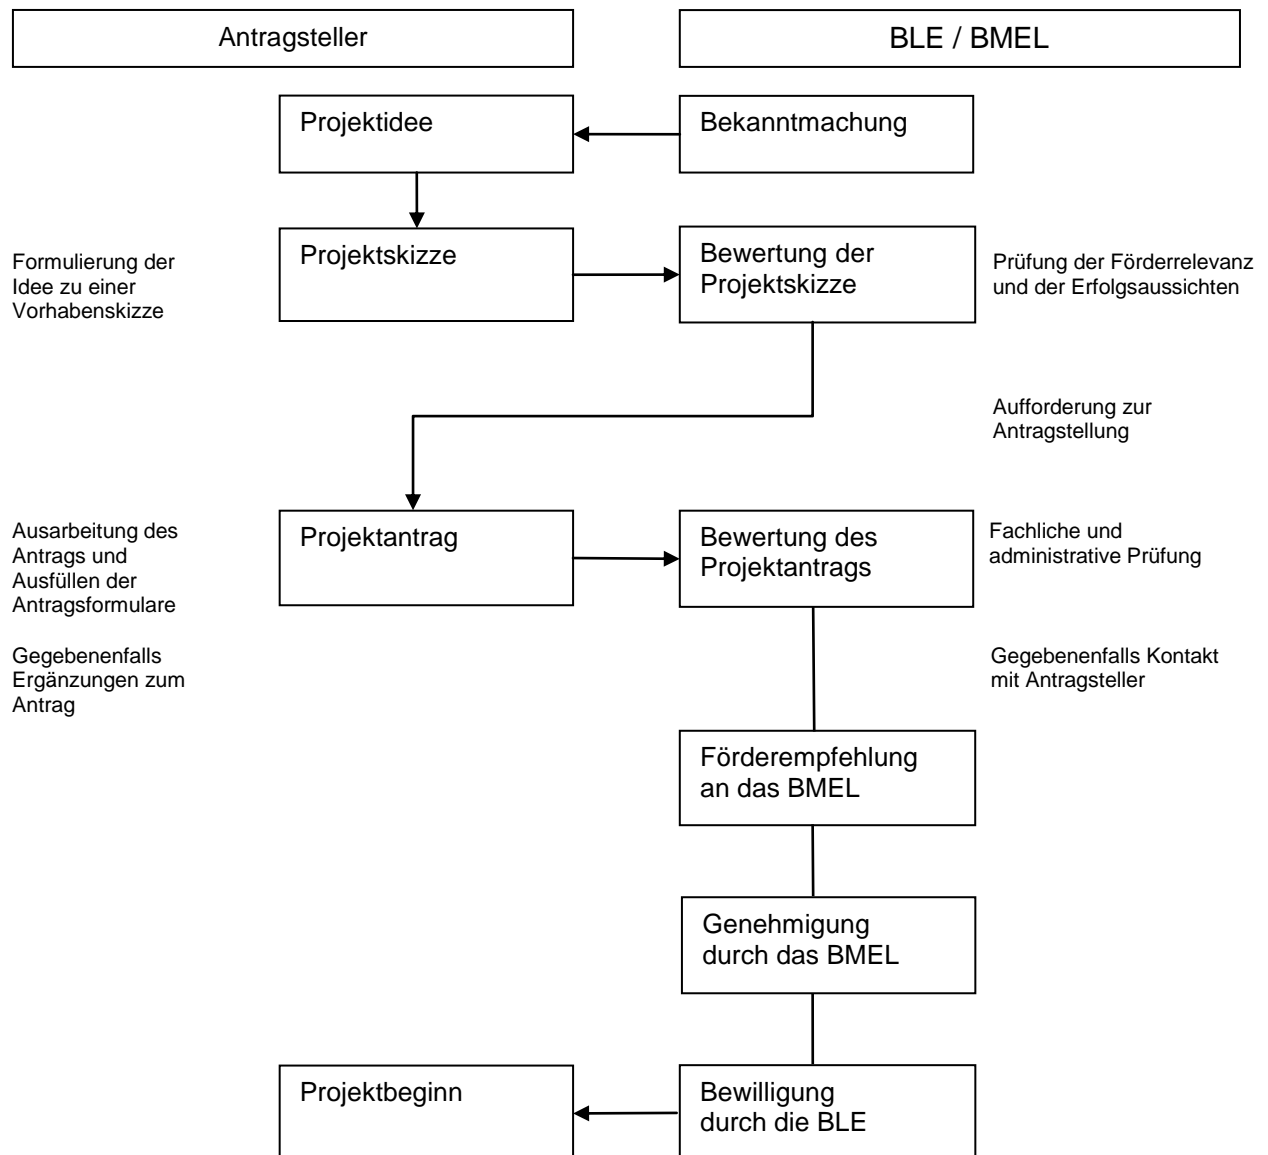 Antragsteller
BLE / BMEL
Projektidee
Bekanntmachung
Formulierung der
Idee zu einer
Vorhabenskizze
Projektskizze
Bewertung der
Projektskizze
Prüfung der Förderrelevanz
und der Erfolgsaussichten
Aufforderung zur
Antragstellung
Ausarbeitung des
Antrags und
Ausfüllen der
Antragsformulare
Projektantrag
Bewertung des
Projektantrags
Fachliche und
administrative Prüfung
Gegebenenfalls
Ergänzungen zum
Antrag
Gegebenenfalls Kontakt
mit Antragsteller
Förderempfehlung
an das BMEL
Genehmigung
durch das BMEL
Projektbeginn
Bewilligung
durch die BLE